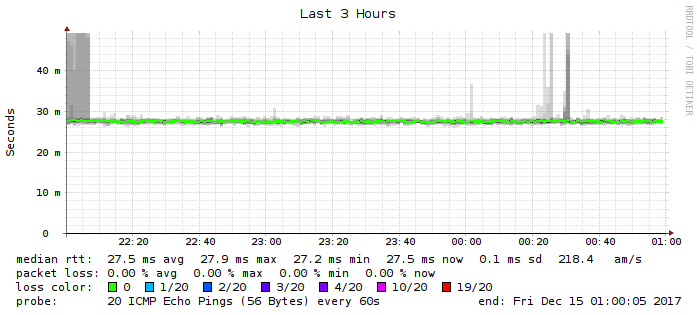 Last 3 Hours
RRDTOOL / TOBI OETIKER
Seconds
40 m
30 m
20 m
10 m
0
22:20 22:40 23:00 23:20 23:40 00:00 00:20 00:40 01:00
median rtt: 27.5 ms avg 27.9 ms max 27.2 ms min 27.5 ms now 0.1 ms sd 218.4 am/s
packet loss: 0.00 % avg 0.00 % max 0.00 % min 0.00 % now
loss color: 0 1/20 2/20 3/20 4/20 10/20 19/20
probe: 20 ICMP Echo Pings (56 Bytes) every 60s end: Fri Dec 15 01:00:05 2017